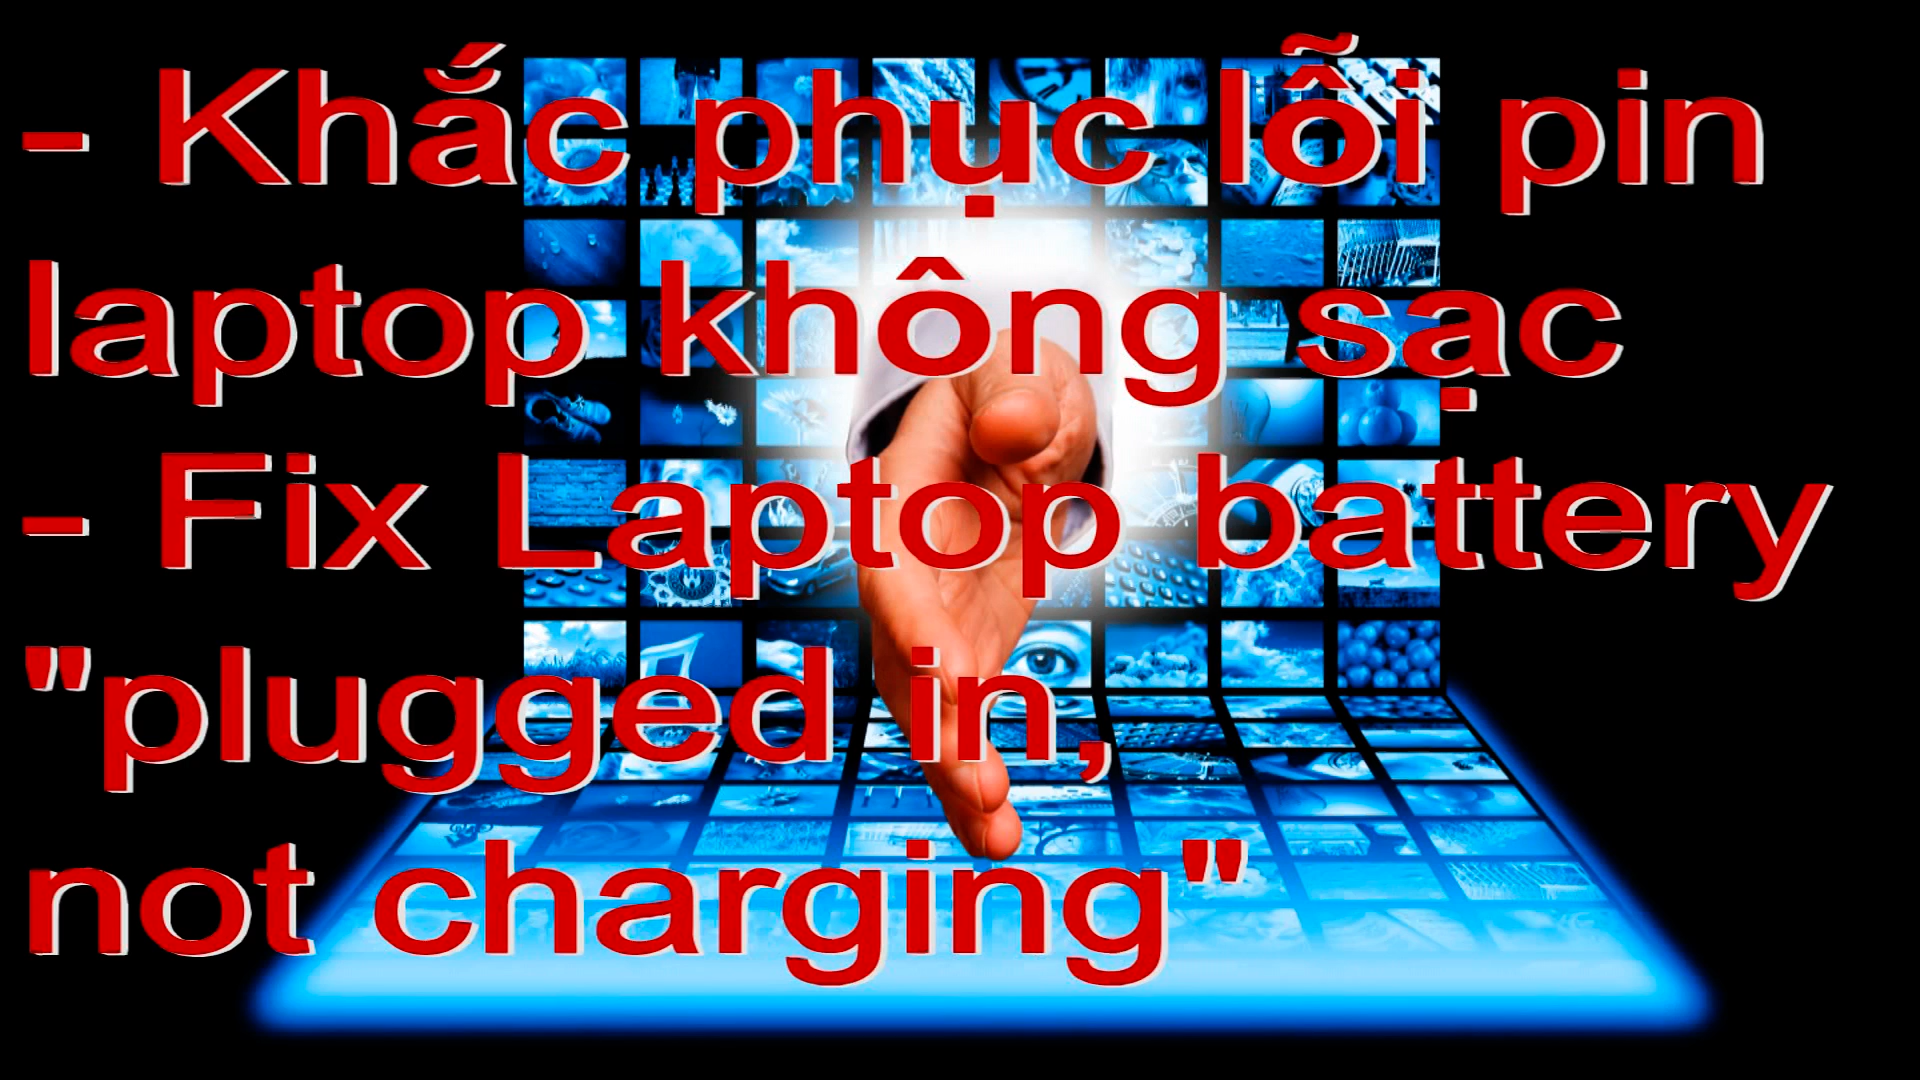 - Khắc phục lỗi pin
laptop không sạc
- Fix Laptop battery
"plugged in,
not charging"